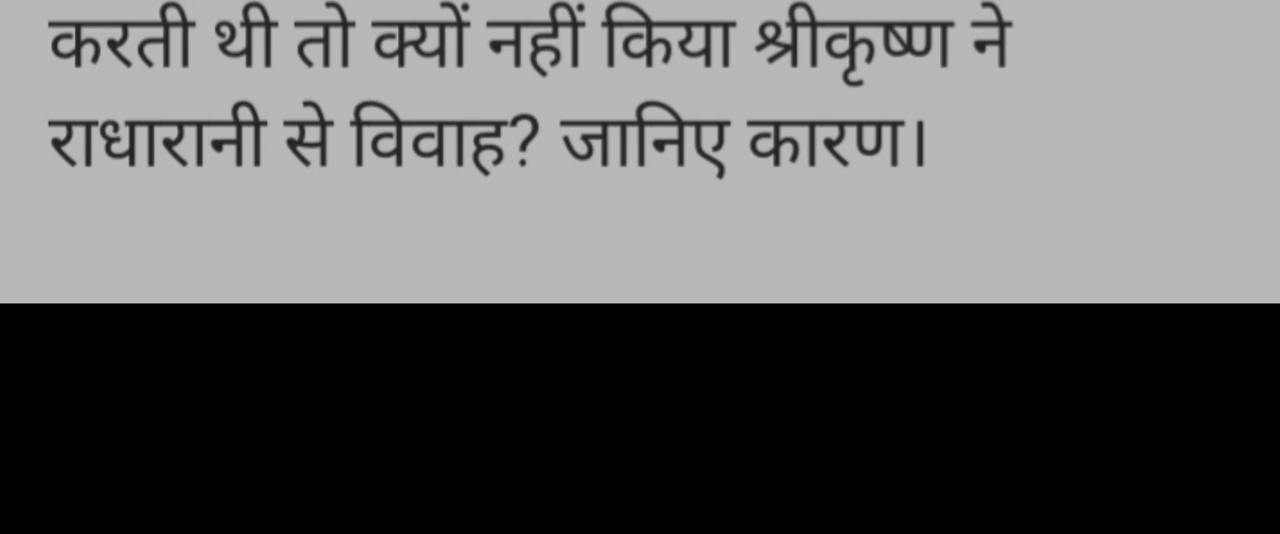 करती थी तो क्यों नहीं किया श्रीकृष्ण ने
राधारानी से विवाह? जानिए कारण।